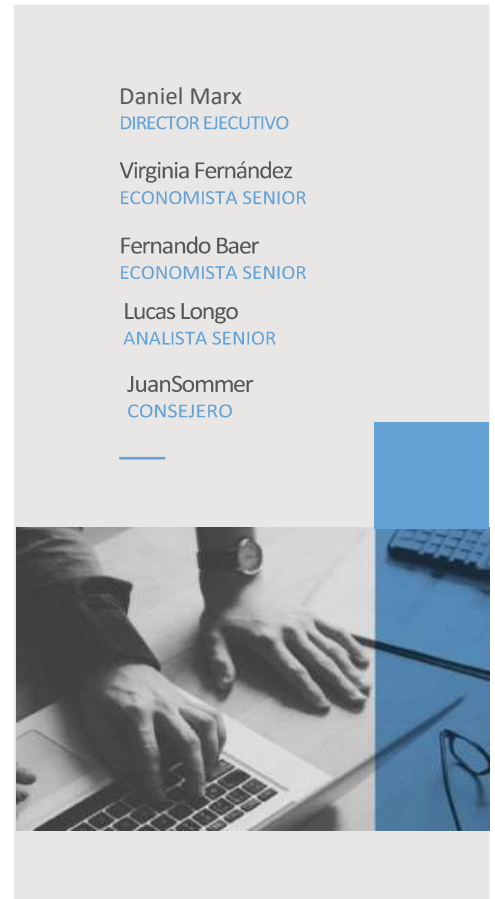 Daniel Marx
DIRECTOR EJECUTIVO
Virginia Fernández
ECONOMISTA SENIOR
Fernando Baer
ECONOMISTA SENIOR
Lucas Longo
ANALISTA SENIOR
JuanSommer
CONSEJERO